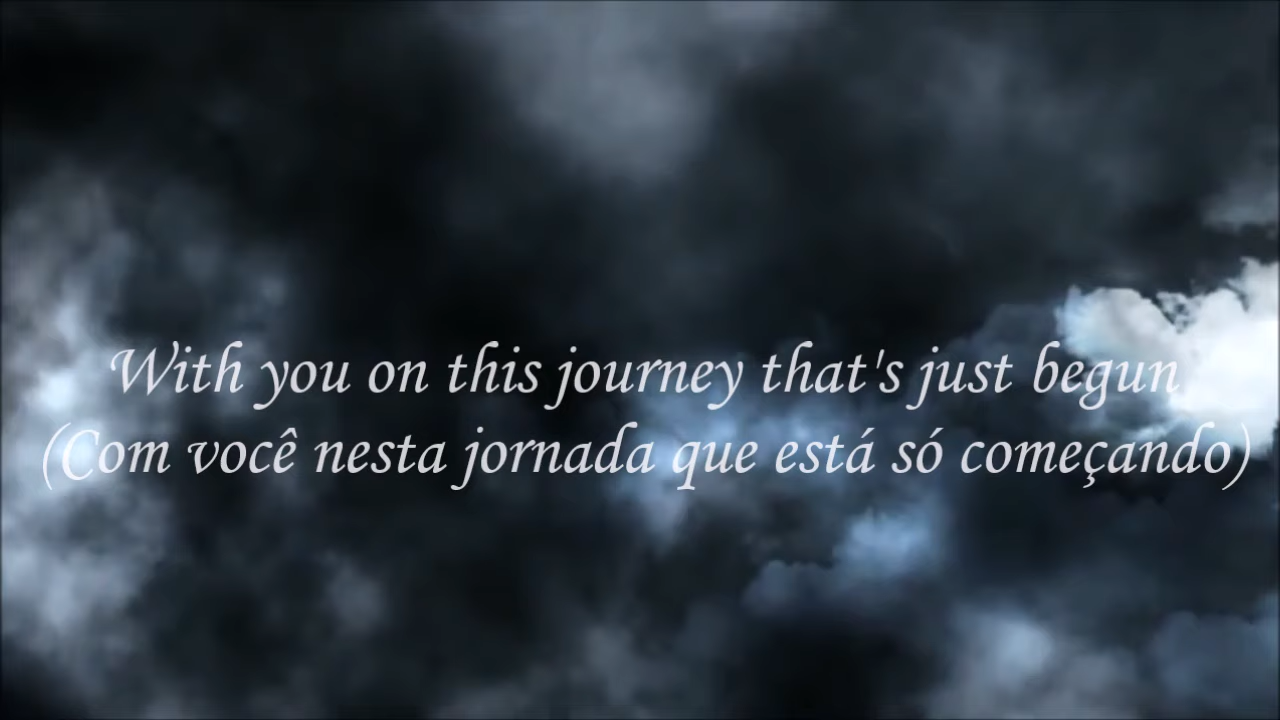 With you on this journey that's just begun
(Com você nesta jornada que está só começando)